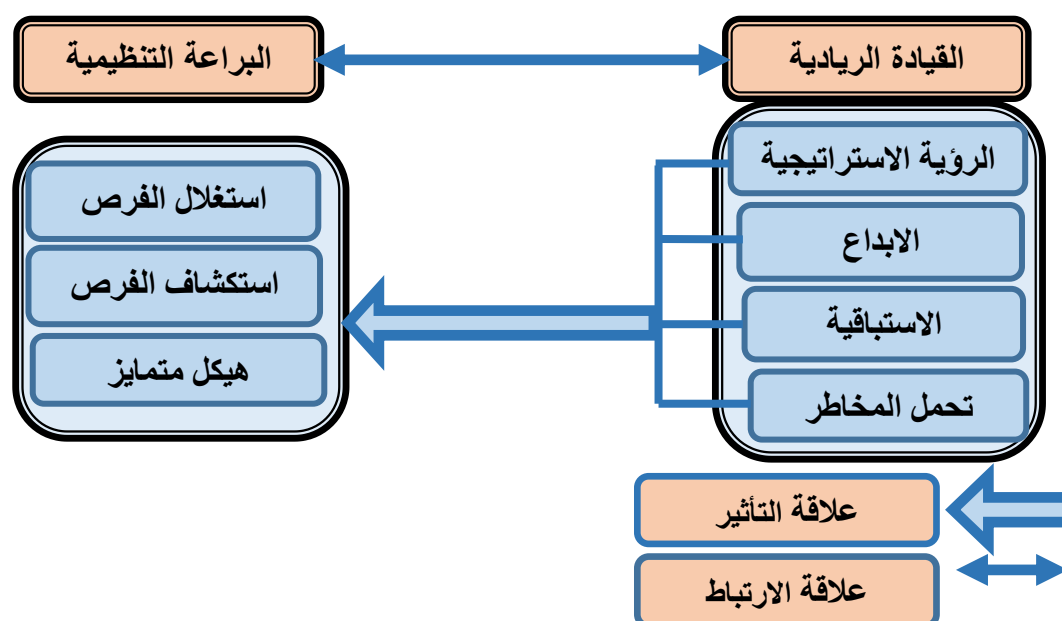 القيادة الريادية
البراعة التنظيمية
الرؤية الاستراتيجية
الابداع
الاستباقية
تحمل المخاطر
استغلال الفرص
استكشاف الفرص
هيكل متمايز
علاقة التأثير
علاقة الارتباط